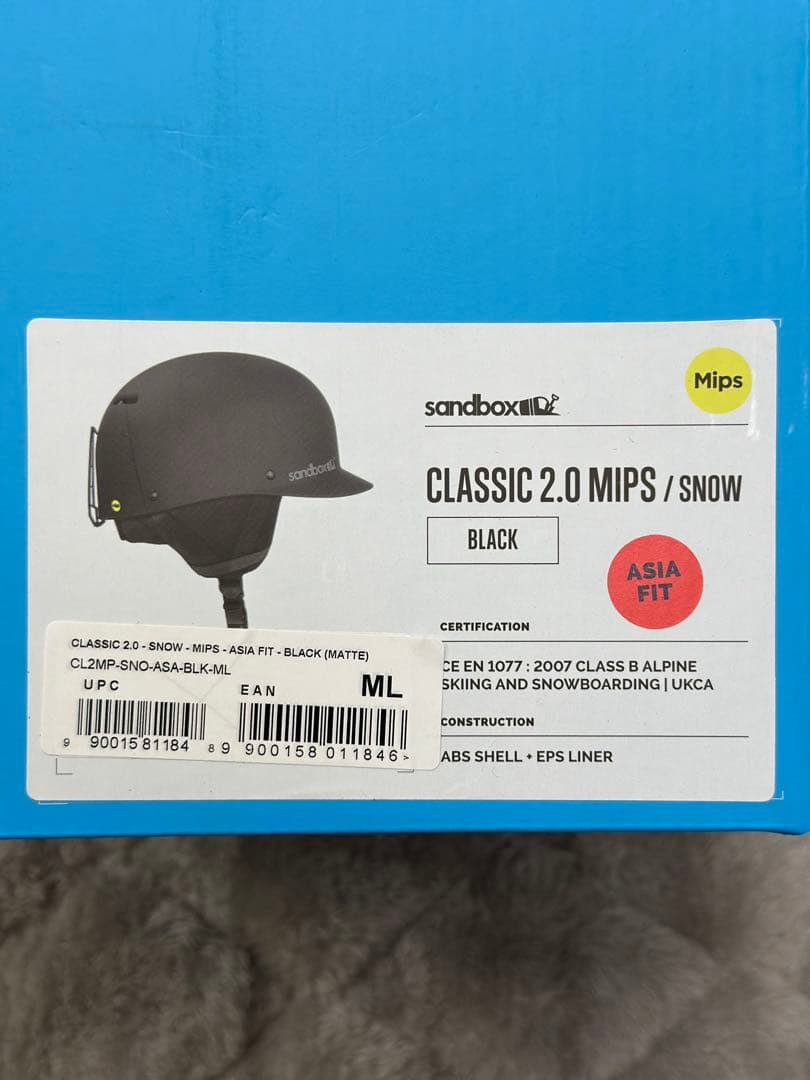 Mips
sandbox
CLASSIC 2.0 MIPS / SNOW
BLACK
ASIA
FIT
sandbox
CERTIFICATION
CE EN 1077 : 2007 CLASS B ALPINE
SKIING AND SNOWBOARDING | UKCA
CONSTRUCTION
ABS SHELL + EPS LINER
CLASSIC 2.0 - SNOW - MIPS - ASIA FIT - BLACK (MATTE)
CL2MP-SNO-ASA-BLK-ML
UPC
EAN
ML
9 90015 81184 8
9 900158 011846 >